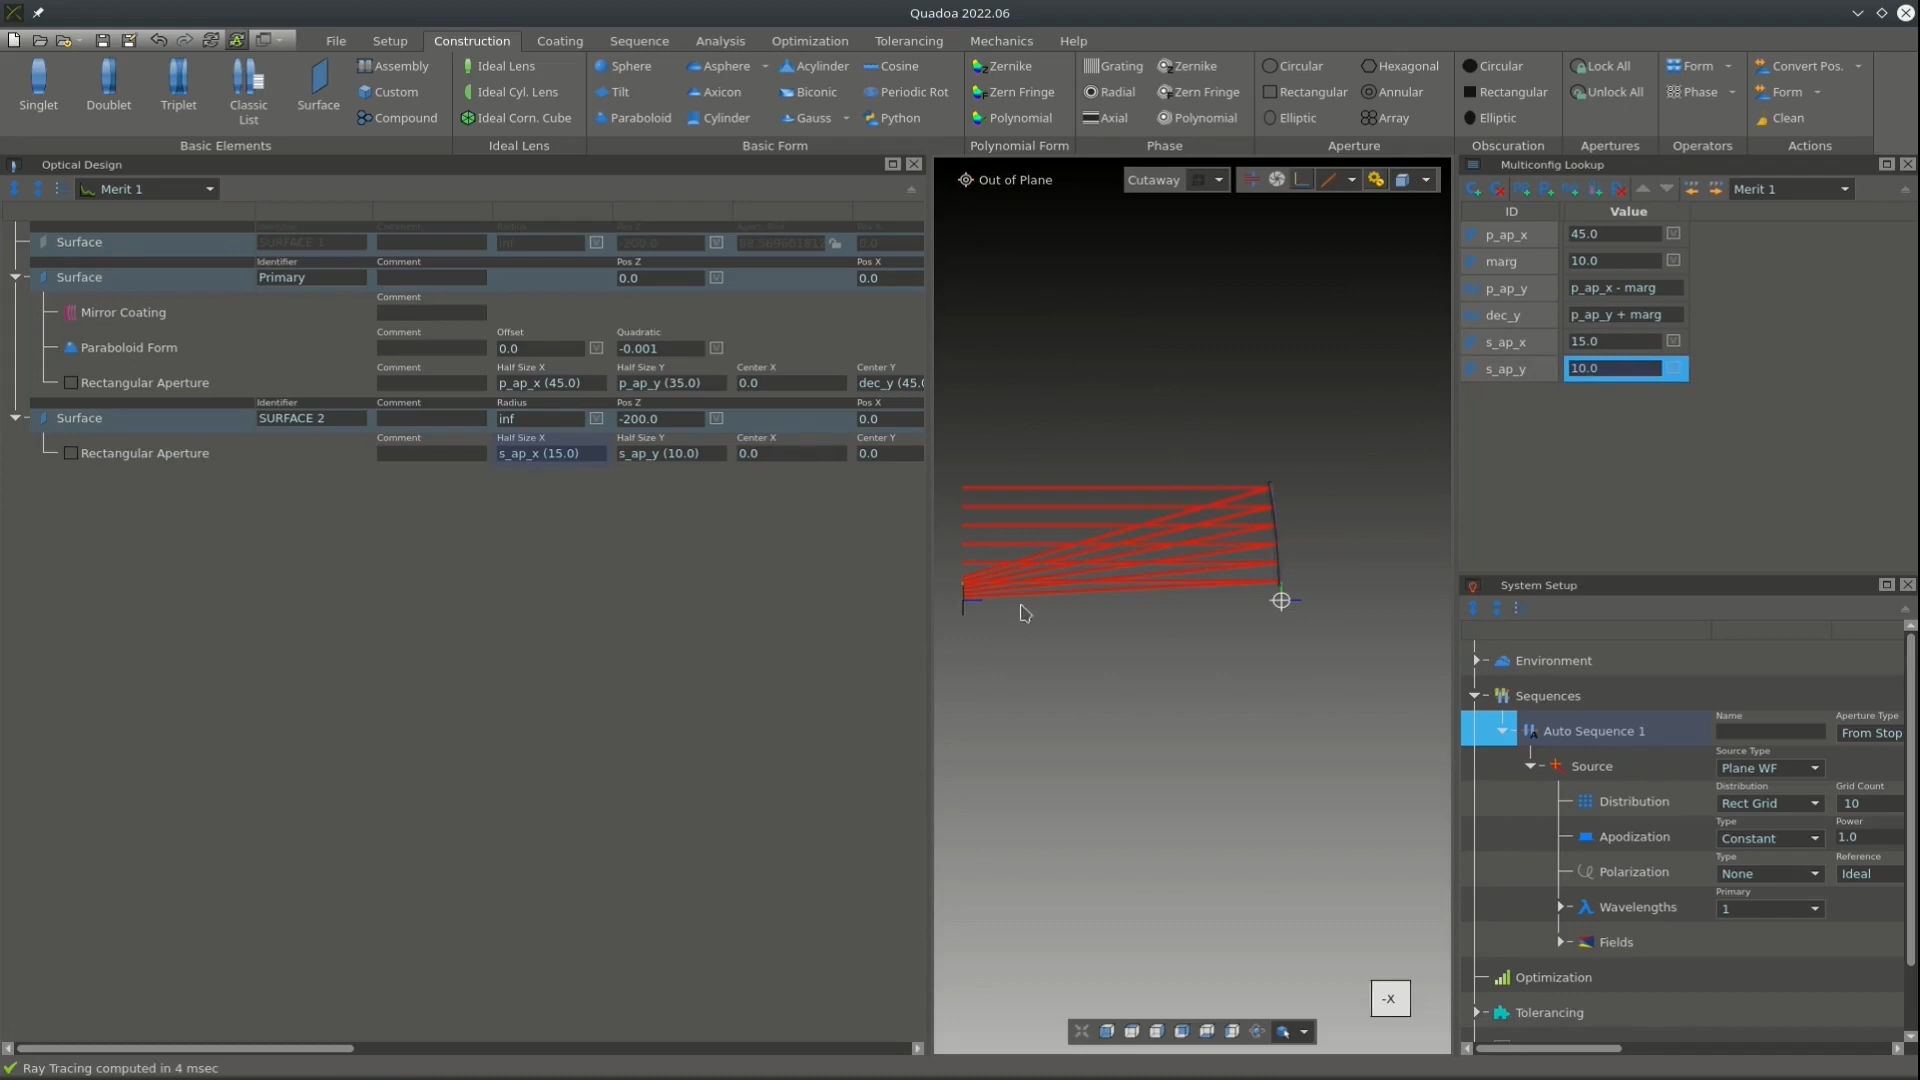 Quadoa 2022.06
File Setup Construction Coating Sequence Analysis Optimization Tolerancing Mechanics Help
Singlet Doublet Triplet Classic List Surface
Assembly
Custom
Compound
Basic Elements
Ideal Lens
Ideal Cyl. Lens
Ideal Corn. Cube
Ideal Lens
Sphere Asphere Acylinder Cosine
Tilt Axicon Biconic Periodic Rot
Paraboloid Cylinder Gauss Python
Basic Form
Zernike
Zern Fringe
Polynomial
Polynomial Form
Grating Zernike
Radial Zern Fringe
Axial Polynomial
Phase
Circular Hexagonal
Rectangular Annular
Elliptic Array
Aperture
Circular
Rectangular
Elliptic
Obscuration
Lock All
Unlock All
Apertures
Form
Phase
Operators
Convert Pos.
Form
Clean
Actions
Optical Design
Merit 1
Surface SURFACE 1 inf -200.0 0.0
Identifier Comment Pos Z Pos X
Surface Primary 0.0 0.0
Comment
Mirror Coating
Comment Offset Quadratic
Paraboloid Form 0.0 -0.001
Comment Half Size X Half Size Y Center X Center Y
Rectangular Aperture p_ap_x (45.0) p_ap_y (35.0) 0.0 dec_y (45.0
Identifier Comment Radius Pos Z Pos X
Surface SURFACE 2 inf -200.0 0.0
Comment Half Size X Half Size Y Center X Center Y
Rectangular Aperture s_ap_x (15.0) s_ap_y (10.0) 0.0 0.0
Out of Plane
Cutaway
-X
Multiconfig Lookup
Merit 1
ID Value
p_ap_x 45.0
marg 10.0
p_ap_y p_ap_x - marg
dec_y p_ap_y + marg
s_ap_x 15.0
s_ap_y 10.0
System Setup
Environment
Sequences
Name Aperture Type
Auto Sequence 1 From Stop
Source Type
Source Plane WF
Distribution Grid Count
Distribution Rect Grid 10
Type Power
Apodization Constant 1.0
Type Reference
Polarization None Ideal
Primary
Wavelengths 1
Fields
Optimization
Tolerancing
Ray Tracing computed in 4 msec